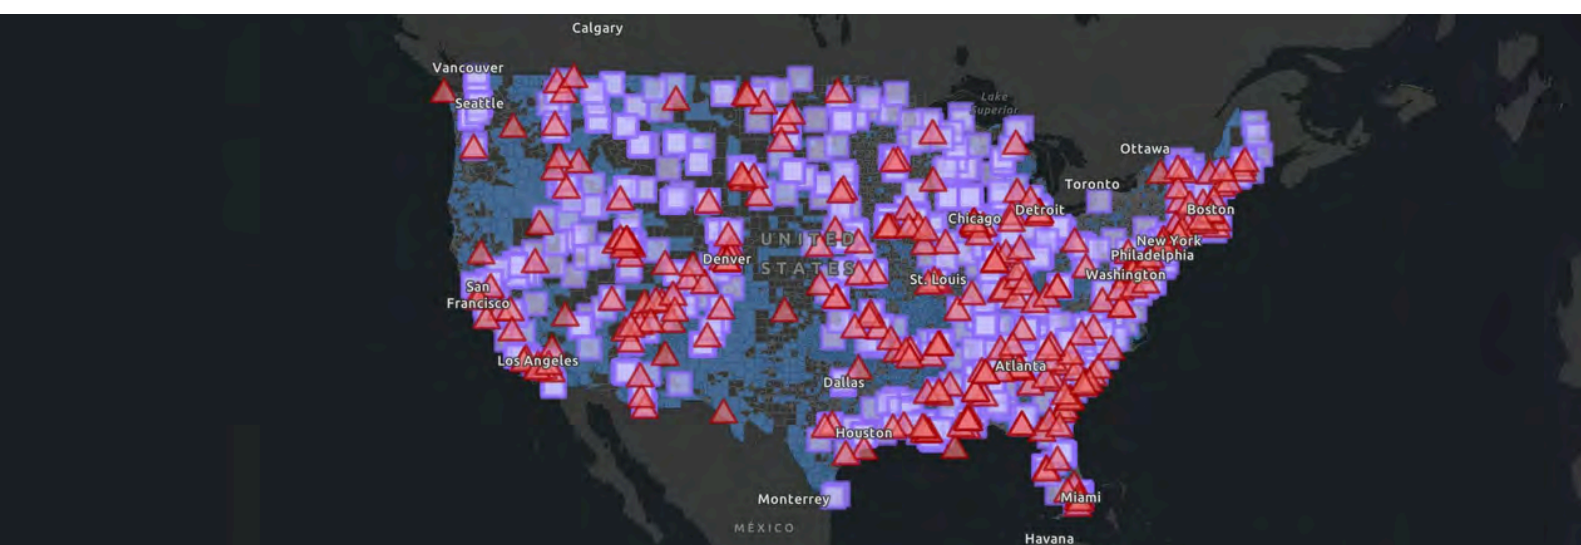 Calgary
Vancouver
Seattle
Lake
Superior
Ottawa
Toronto
Boston
Detroit
Chicago
New York
Philadelphia
Washington
UNITED
STATES
Denver
St. Louis
San
Francisco
Los Angeles
Atlanta
Dallas
Houston
Monterrey
Miami
MÉXICO
Havana